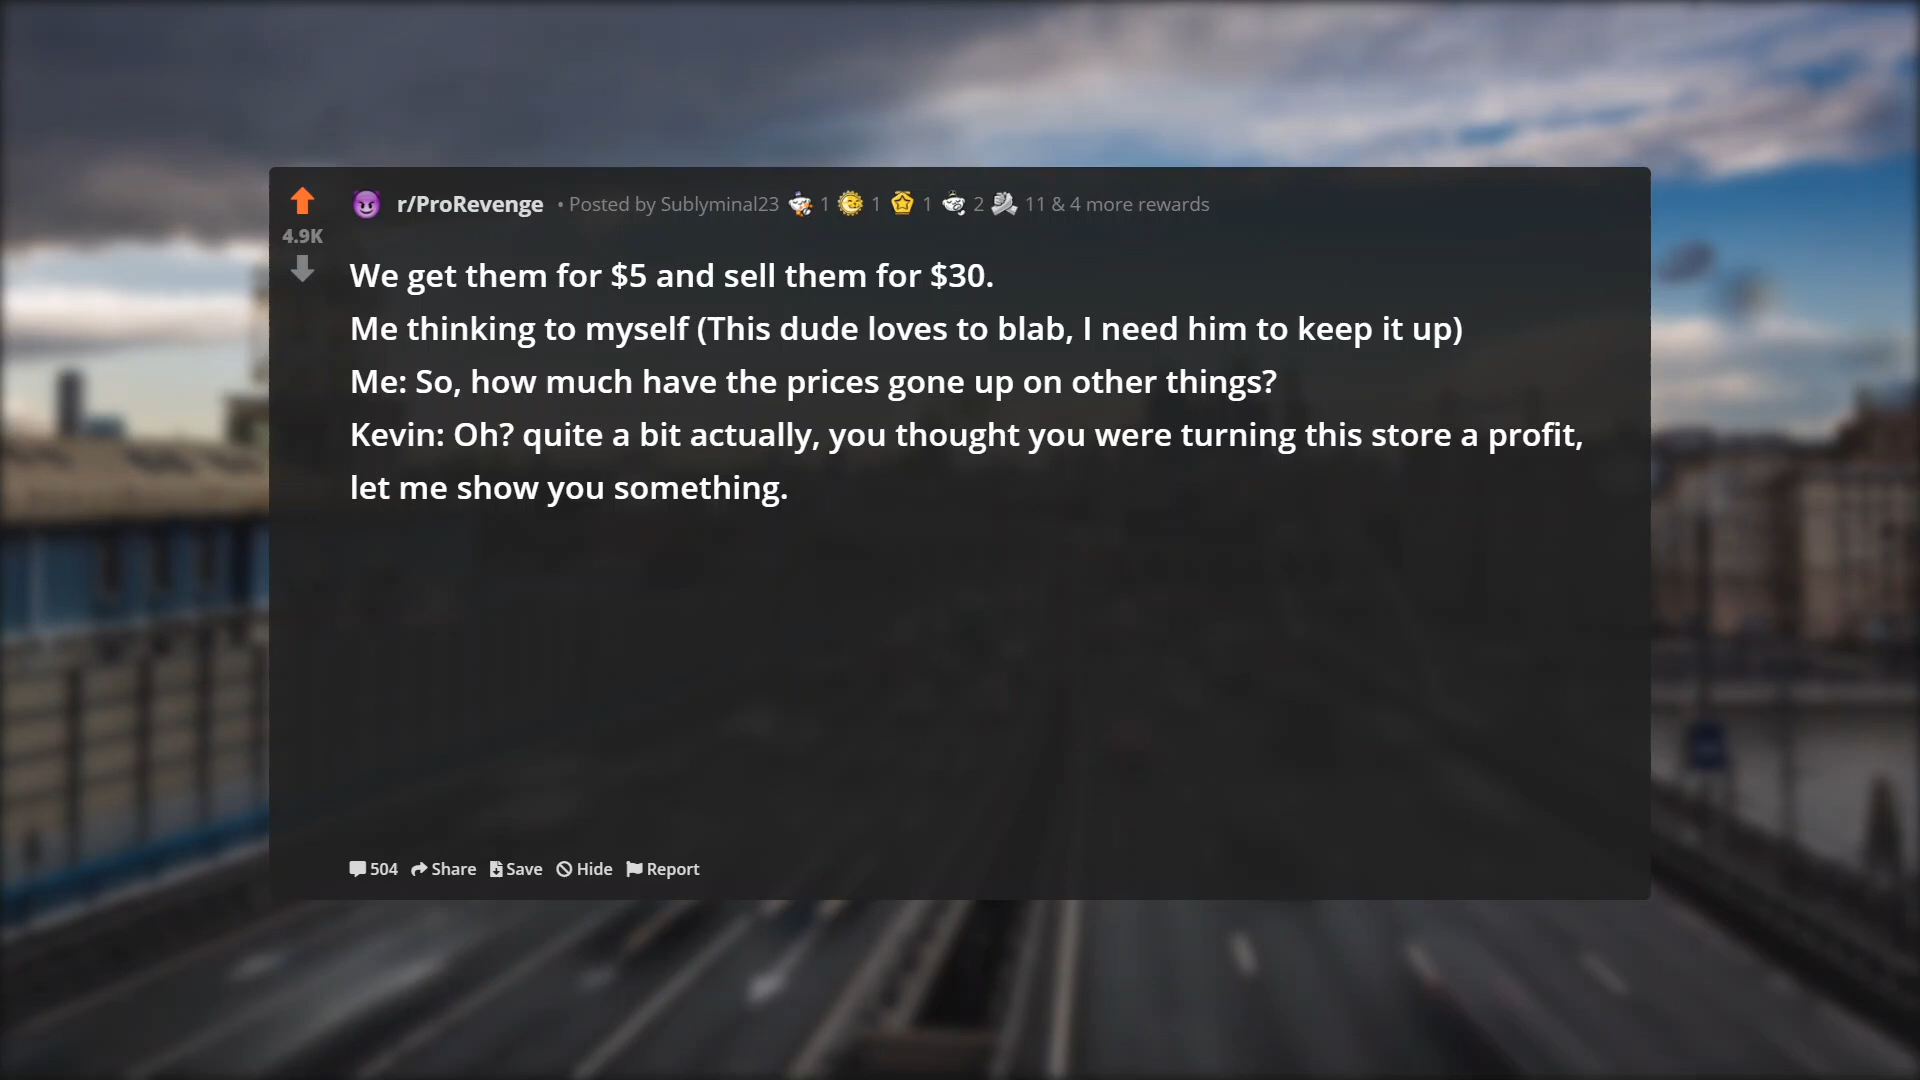 r/ProRevenge • Posted by Sublyminal23 1 1 1 2 11 & 4 more rewards
4.9K
We get them for $5 and sell them for $30.
Me thinking to myself (This dude loves to blab, I need him to keep it up)
Me: So, how much have the prices gone up on other things?
Kevin: Oh? quite a bit actually, you thought you were turning this store a profit,
let me show you something.
504 Share Save Hide Report